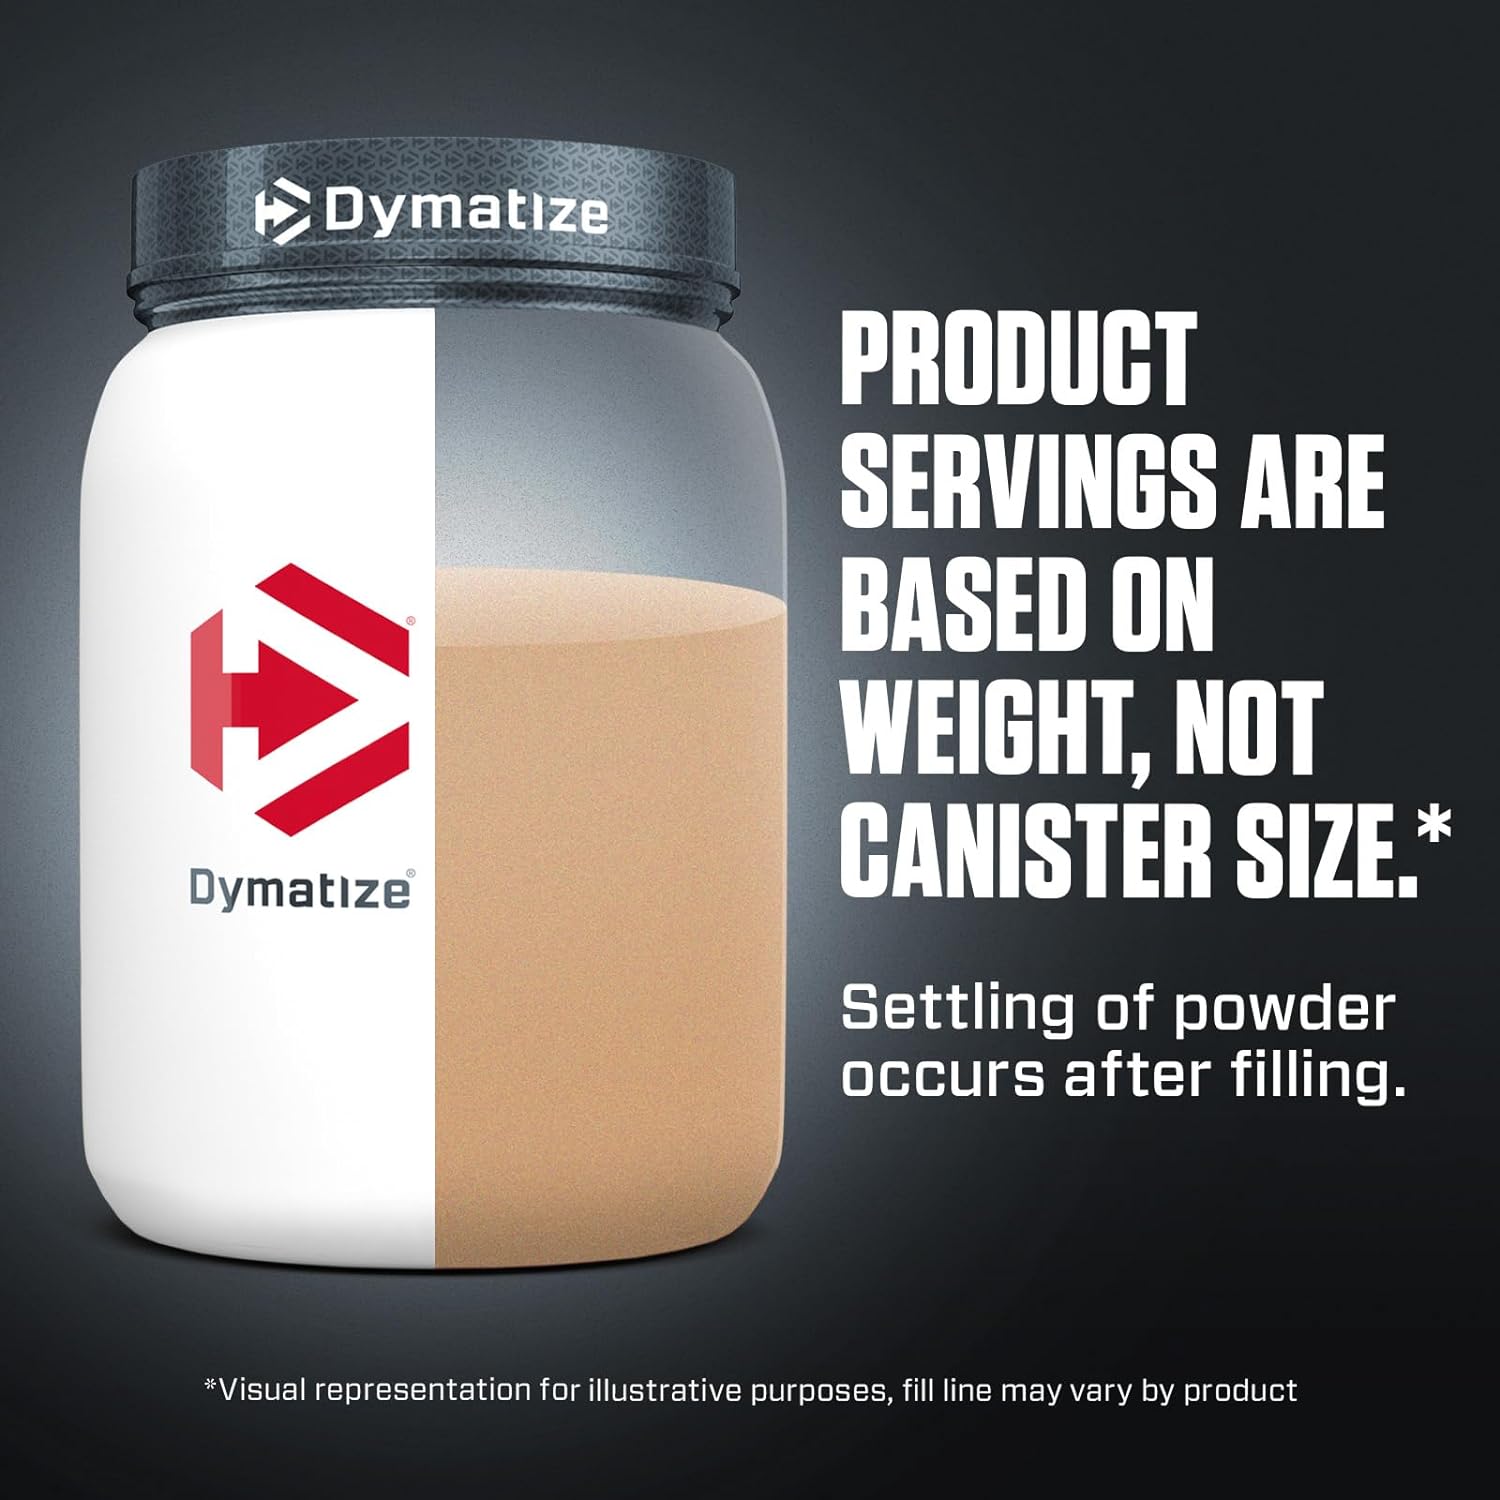 Dymatize
PRODUCT
SERVINGS ARE
BASED ON
WEIGHT, NOT
CANISTER SIZE.*
Dymatize®
Settling of powder
occurs after filling.
*Visual representation for illustrative purposes, fill line may vary by product